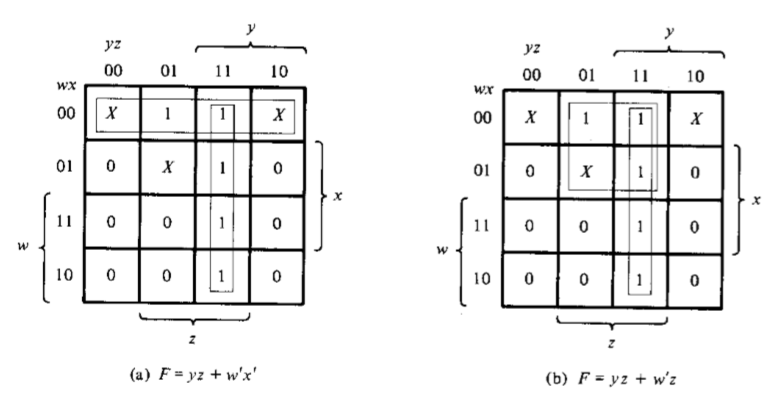 y
yz
00 01 11 10
wx
00 X 1 1 X
01 0 X 1 0
x
11 0 0 1 0
w
10 0 0 1 0
z
(a) F = yz + w'x'
y
yz
00 01 11 10
wx
00 X 1 1 X
01 0 X 1 0
x
11 0 0 1 0
w
10 0 0 1 0
z
(b) F = yz + w'z